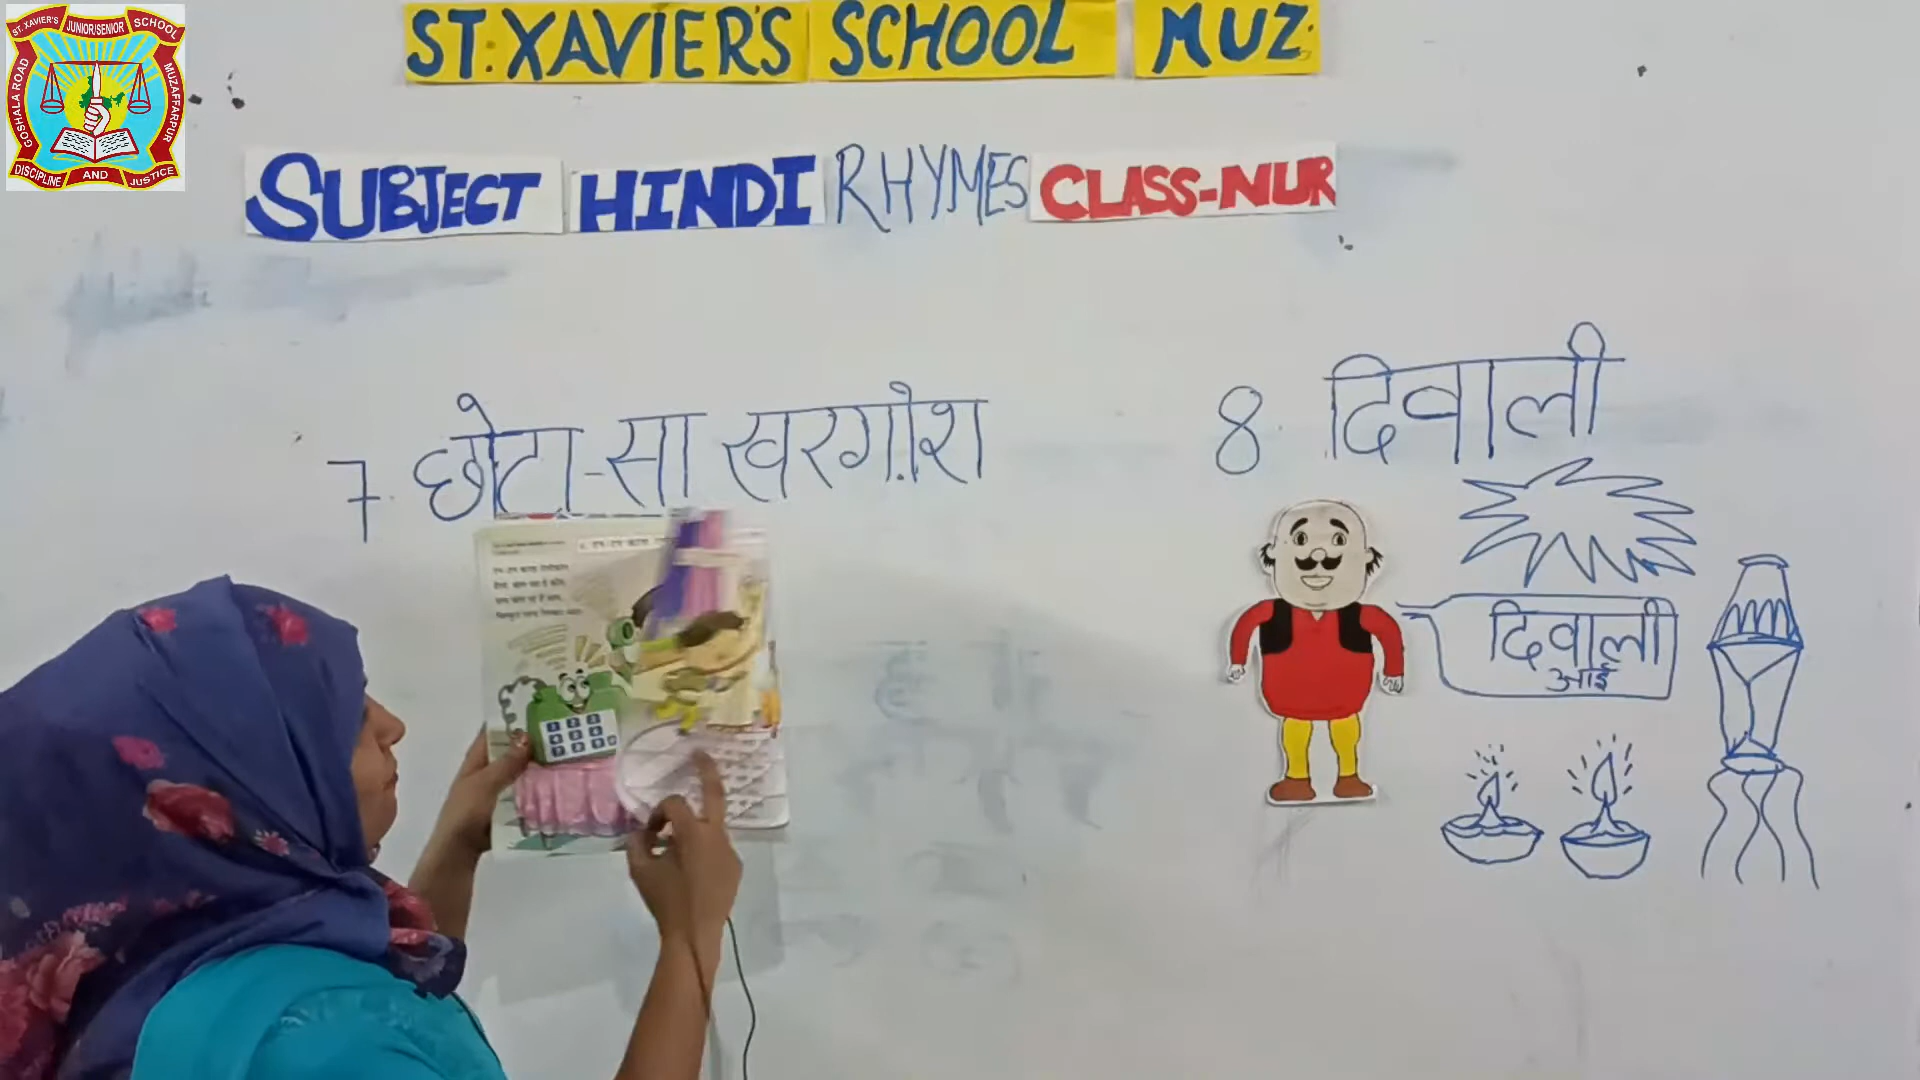 ST. XAVIER'S JUNIOR/SENIOR SCHOOL
GOSHALA ROAD
MUZAFFARPUR
DISCIPLINE AND JUSTICE
ST. XAVIER'S SCHOOL MUZ.
SUBJECT HINDI RHYMES CLASS-NUR
7. छोटा-सा खरगोश
8 दिवाली
दिवाली
आई